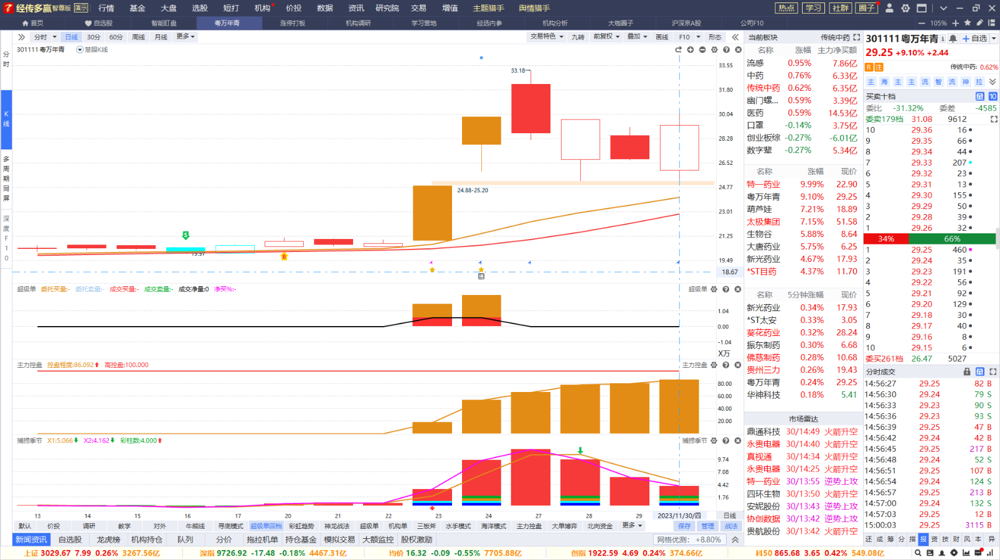 经传多赢 智尊版 演示 行情 基金 大盘 选股 短打 机构 价投 数据 资讯 研究院 交易 增值 主题猎手 舆情猎手 热点 学习 社群 圈子
首页 自选股 智能盯盘 粤万年青 涨停打板 机构调研 学习营地 经选内参 机构分析 大咖圈子 沪深京A股 公司F10 105%
分时 日线 30分 60分 周线 月线 更多 交易特色 九转 前复权 叠加 画线 F10 形态
301111 粤万年青 慧眼K线
分时
K线
多周期同屏
深度F10
33.55
33.18
31.80
30.04
28.28
26.52
24.77
24.88-25.20
23.01
21.25
S
19.97
B
19.49
18.67
超级单 委托买量:- 委托卖量:- 成交买量:- 成交卖量:- 成交净量:0 净买%:- 超级单
1.04
0.00
-1.04
X万
主力控盘 控盘程度:86.092 高控盘:100.000 主力控盘
80.00
60.00
40.00
20.00
捕捞季节 X1:5.066 X2:4.162 彩柱数:4.000 捕捞季节
9.74
7.08
4.42
1.76
13 14 15 16 17 20 21 22 23 24 27 28 29 2023/11/30/四 日线
默认 价投 调研 教学 对外 牛能线 寻底模式 超级单回档 彩虹趋势 神龙战法 超级单 机构单 三板斧 水手模式 海洋模式 主力控盘 大单博弈 北向资金 更多 保存 管理 战法
新闻资讯 自选股 龙虎榜 机构持仓 队列 分价 拖拉机单 持仓基金 模拟交易 大额监控 股权激励 网格优测: +8.80%
当前板块 传统中药
名称 涨幅 主力净买额
流感 0.95% 7.86亿
中药 0.76% 6.33亿
传统中药 0.62% 6.35亿
幽门螺... 0.59% 3.39亿
医药 0.59% 14.53亿
口罩 -0.14% 3.75亿
创业板综 -0.27% -6.01亿
数字辈 -0.27% 5.34亿
名称 涨幅 现价
特一药业 9.99% 22.90
粤万年青 9.10% 29.25
葫芦娃 7.21% 18.89
太极集团 7.15% 51.58
生物谷 5.88% 8.64
大唐药业 5.75% 6.25
新光药业 4.67% 17.93
*ST目药 4.37% 11.70
名称 5分钟涨幅 现价
新光药业 0.34% 17.93
*ST太安 0.33% 3.05
葵花药业 0.32% 28.24
振东制药 0.30% 6.68
佛慈制药 0.28% 10.68
贵州三力 0.26% 19.43
粤万年青 0.24% 29.25
华神科技 0.18% 5.41
市场雷达
鼎通科技 30/14:49 火箭升空
永贵电器 30/14:40 火箭升空
真视通 30/14:34 火箭升空
永贵电器 30/14:25 火箭升空
特一药业 30/13:55 逆势上攻
四环生物 30/13:50 火箭升空
安妮股份 30/13:43 逆势上攻
协创数据 30/13:42 逆势上攻
贵航股份 30/13:42 火箭升空
301111 粤万年青 自选
29.25 +9.10% +2.44
R 注 传统中药: 0.62%
主 海 主 主 流 智 流 神 拉
买卖十档 10
委比 -31.32% 委差 -4585
委卖179档 31.08 9612
10 29.36 16
9 29.35 66
8 29.34 44
7 29.33 207
6 29.32 23
5 29.31 13
4 29.30 155
3 29.29 50
2 29.28 39
1 29.26 32
34% 66%
1 29.25 460
2 29.24 35
3 29.23 191
4 29.22 56
5 29.21 92
6 29.20 129
7 29.18 30
8 29.17 40
9 29.16 8
10 29.15 6
委买261档 26.47 5027
分时成交
14:56:27 29.25 82 B
14:56:30 29.24 79 S
14:56:33 29.23 90 S
14:56:36 29.23 93 S
14:56:39 29.25 47 B
14:56:42 29.24 42 B
14:56:45 29.25 217 B
14:56:48 29.24 52 S
14:56:51 29.25 107 B
14:56:54 29.24 124 S
14:56:57 29.25 213 B
14:57:00 29.24 132 S
14:57:03 29.25 12 B
15:00:03 29.25 3115 B
还 成 筹 分 指 报 资 技 财 风 本 异
上证 3029.67 7.99 0.26% 3267.56亿 深指 9726.92 -17.48 -0.18% 4467.31亿 均价 16.32 -0.09 -0.55% 7705.88亿 创指 1922.59 4.69 0.24% 374.66亿 科50 865.68 3.65 0.42% 549.08亿